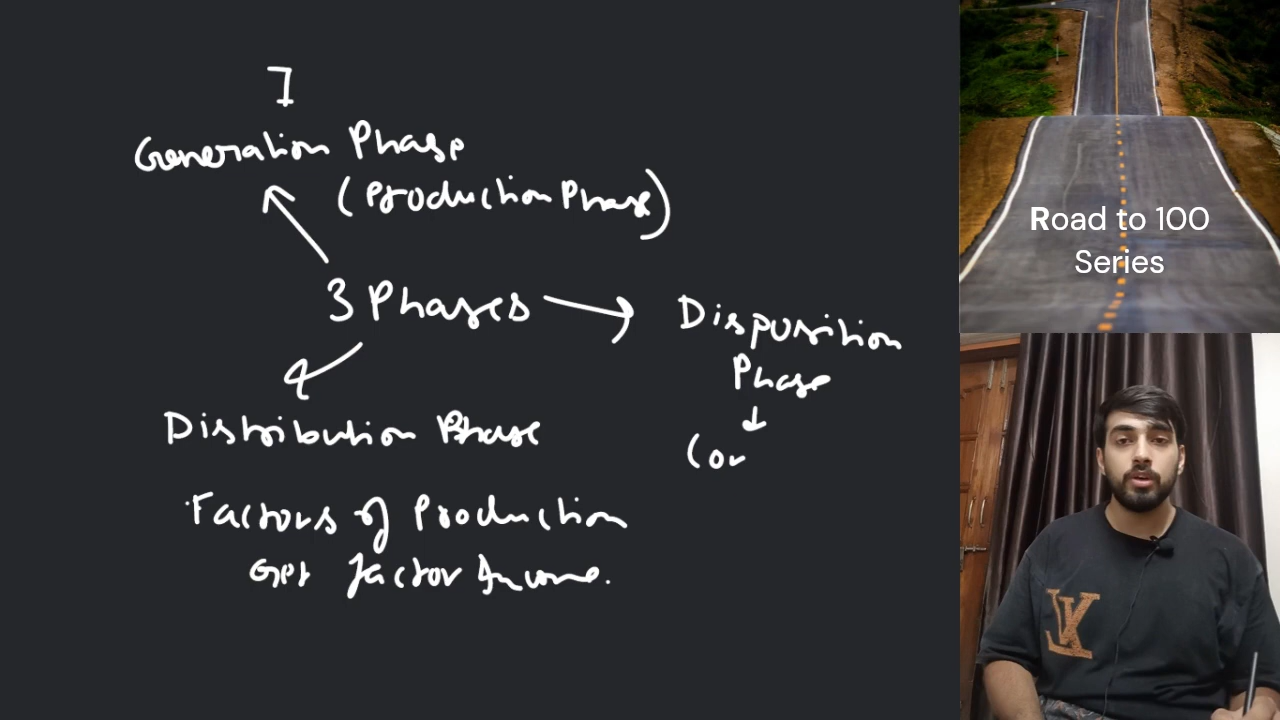 Generation Phase
(Production Phase)
3 Phases
Disposition
Phase
(on
Distribution Phase
Factors of Production
Get factor Income.
Road to 100
Series